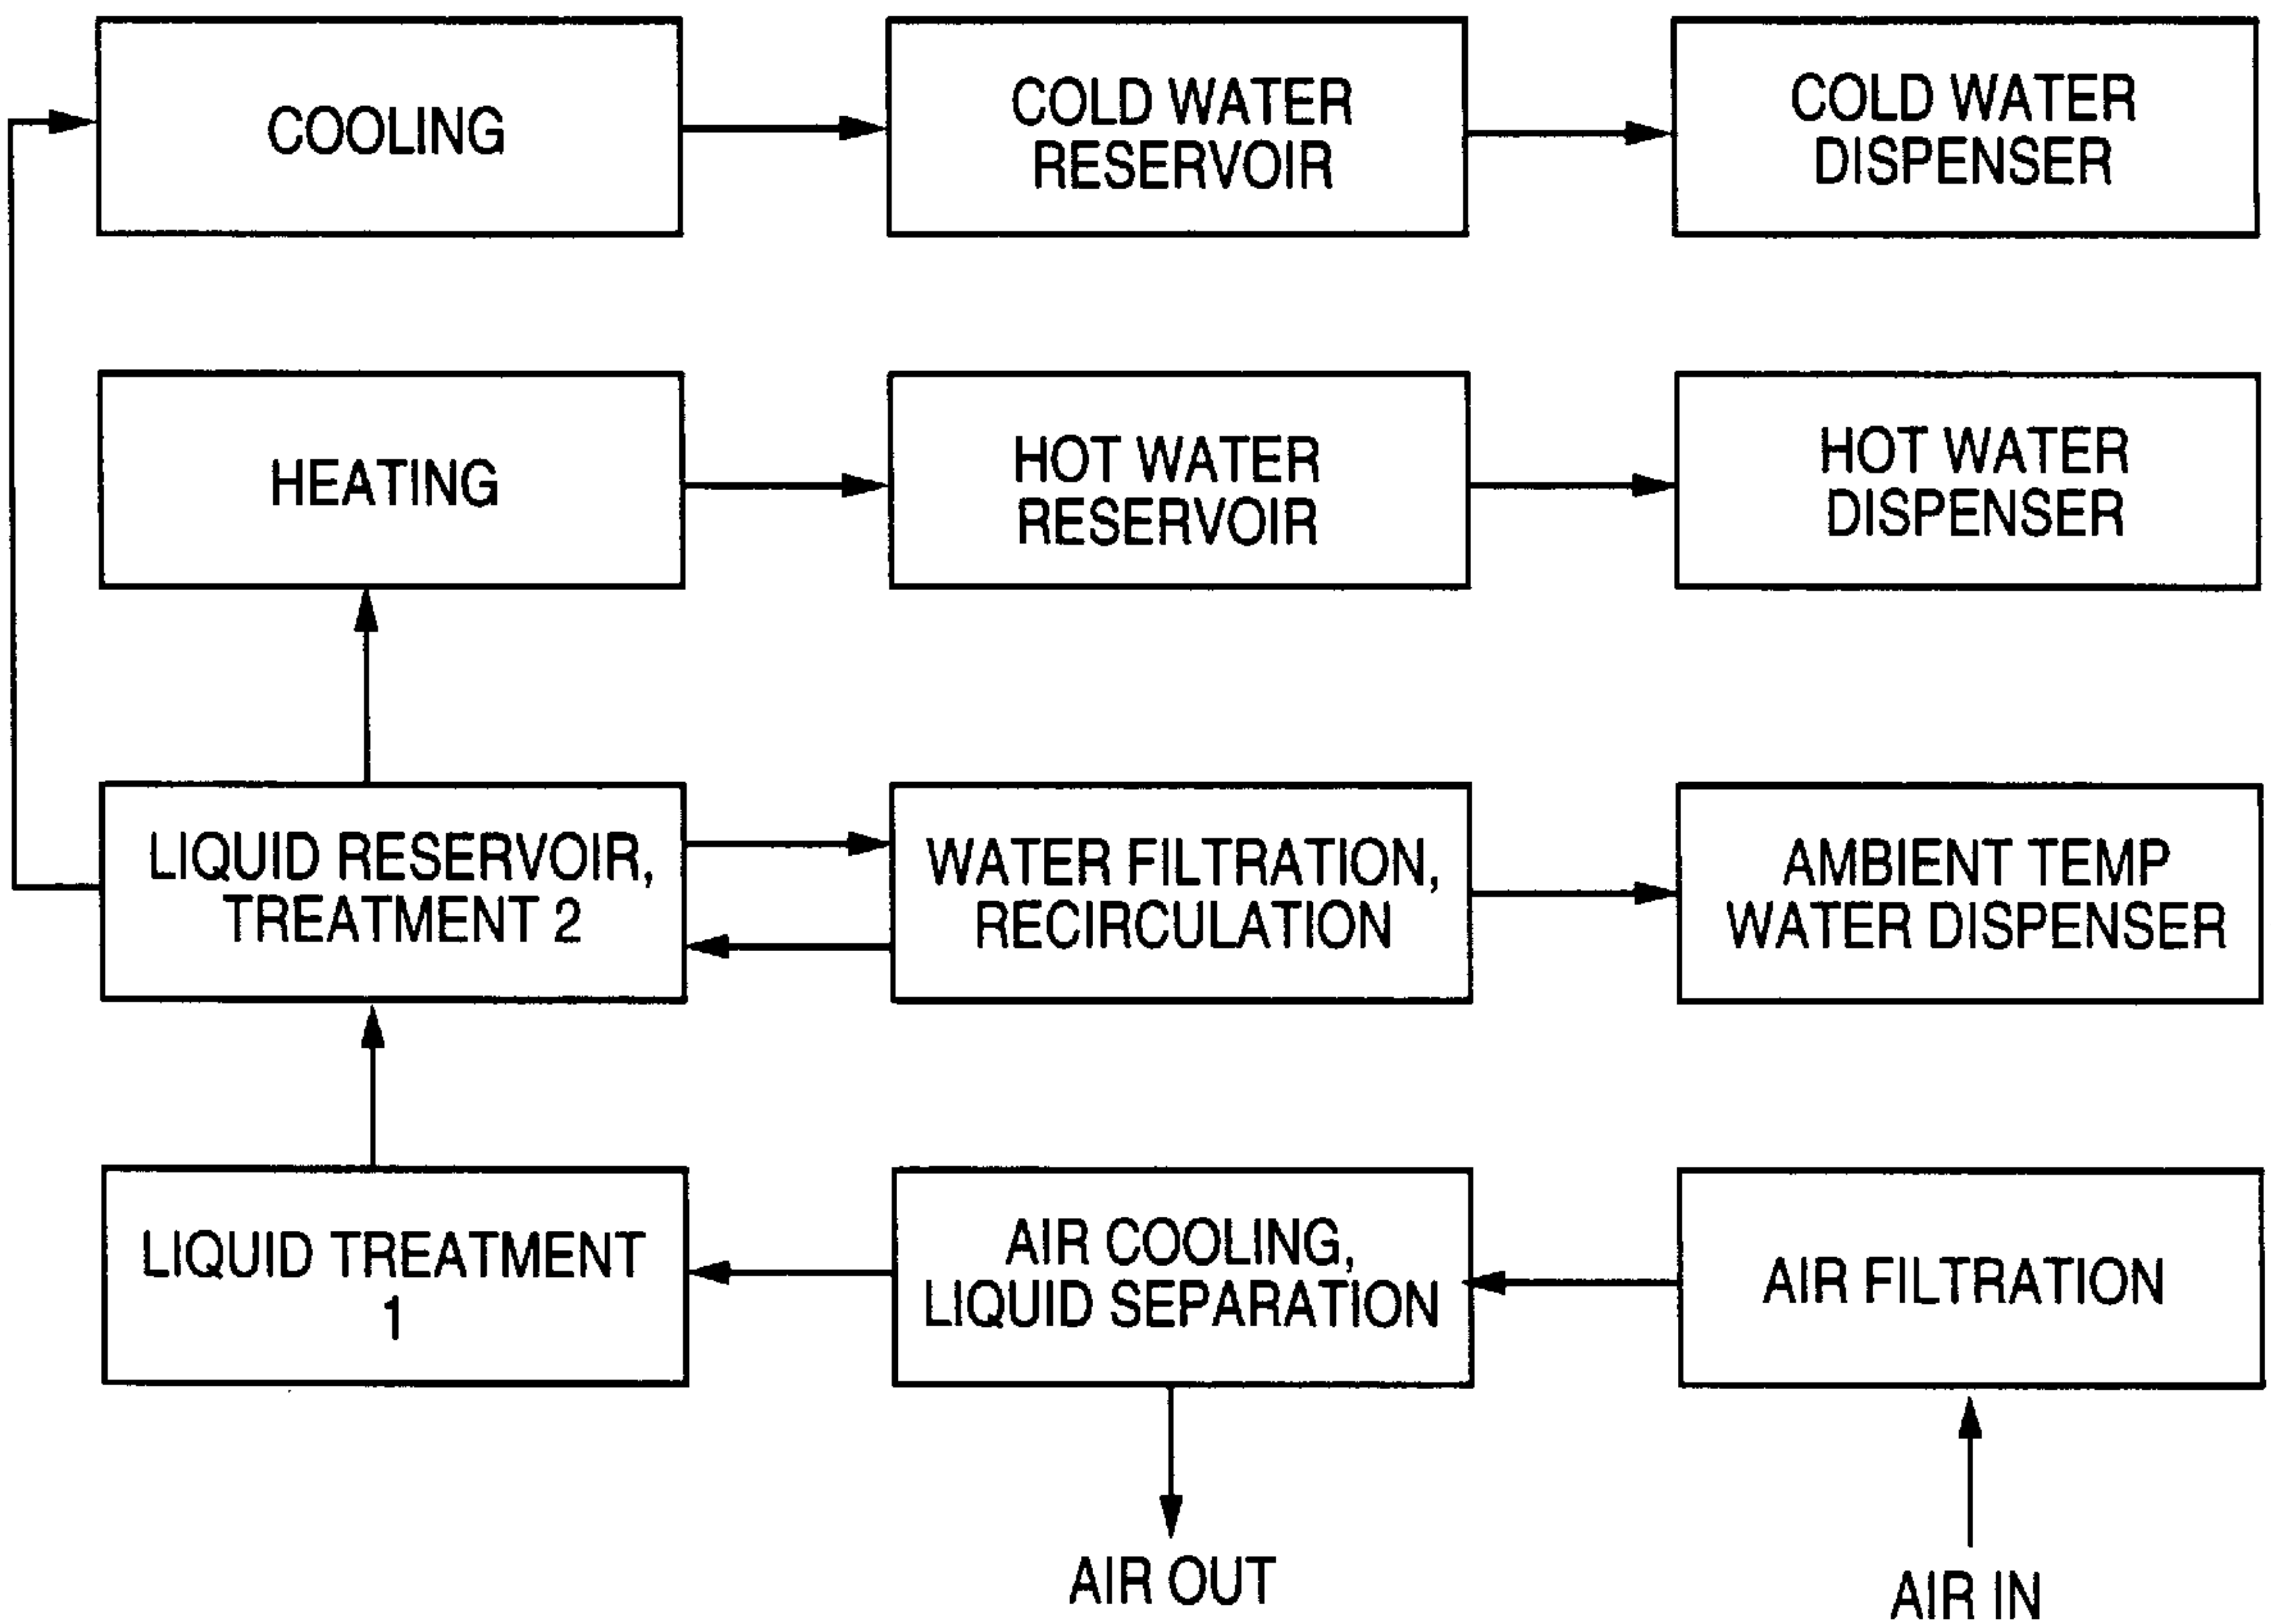 COOLING
COLD WATER
RESERVOIR
COLD WATER
DISPENSER
HEATING
HOT WATER
RESERVOIR
HOT WATER
DISPENSER
LIQUID RESERVOIR,
TREATMENT 2
WATER FILTRATION,
RECIRCULATION
AMBIENT TEMP
WATER DISPENSER
LIQUID TREATMENT
1
AIR COOLING,
LIQUID SEPARATION
AIR FILTRATION
AIR OUT
AIR IN